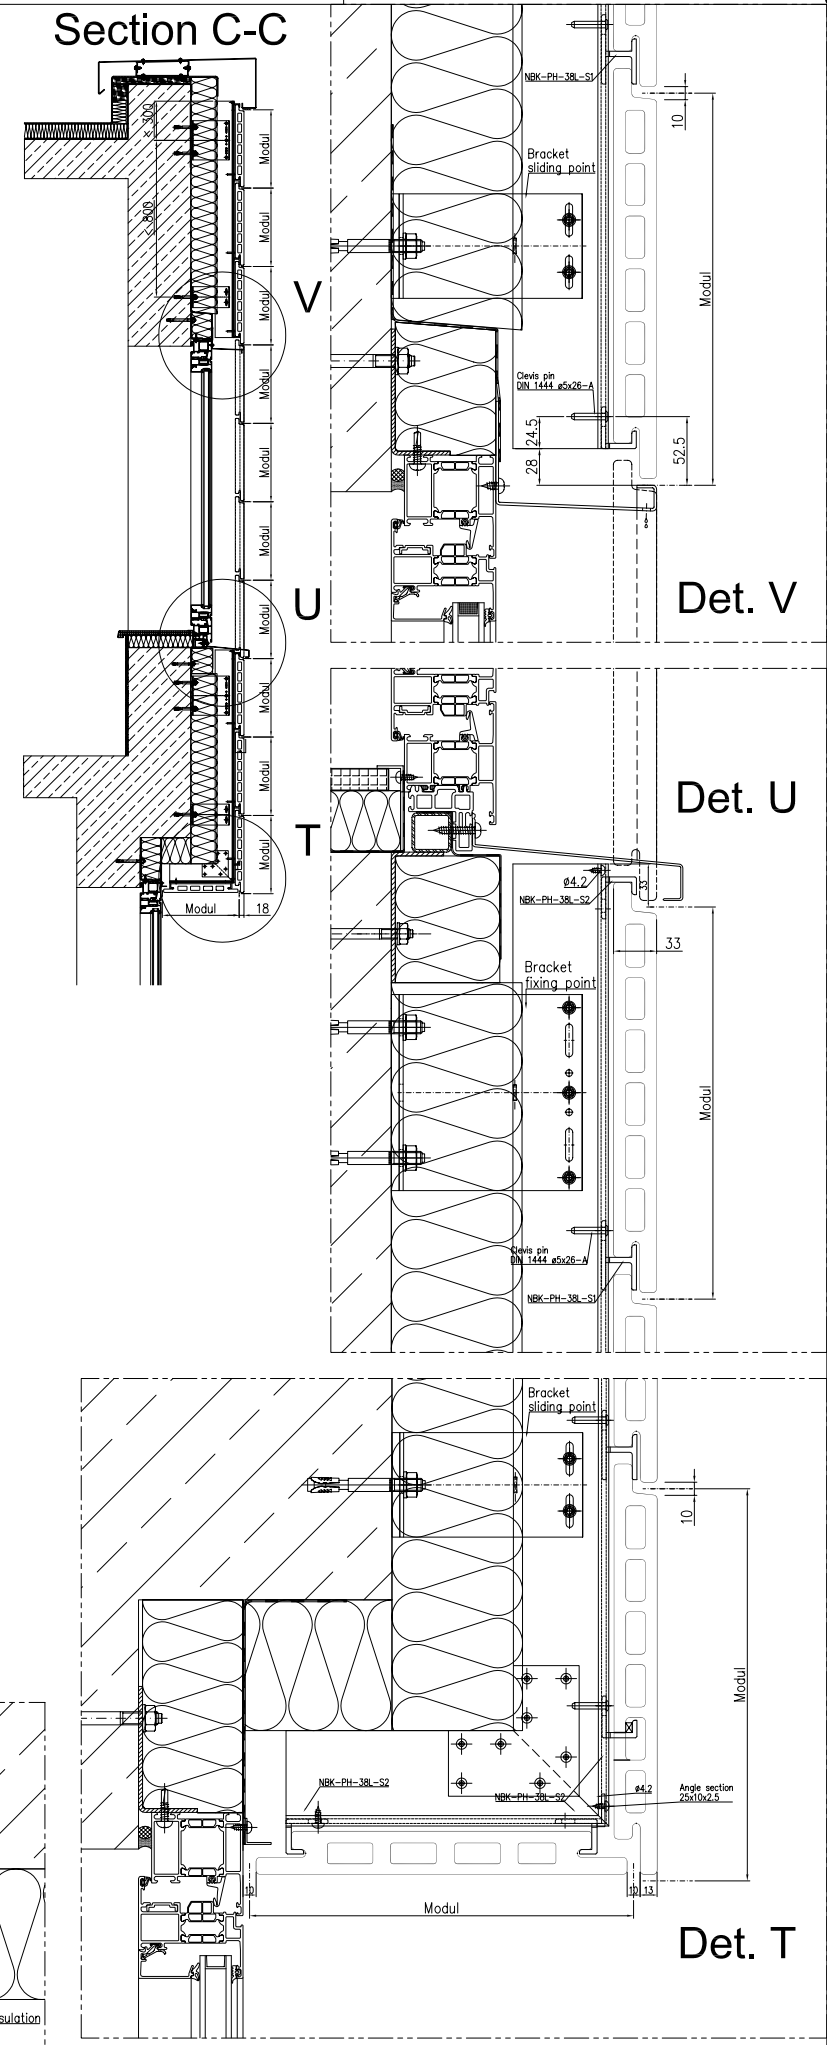 Section C-C
< 300
< 800
Modul
Modul
Modul
Modul
Modul
Modul
Modul
Modul
Modul
Modul
V
U
T
Modul
18
NBK-PH-38L-S1
10
Bracket
sliding point
Modul
Clevis pin
DIN 1444 ø5x26-A
24.5
28
52.5
Det. V
Det. U
ø4.2
33
NBK-PH-38L-S2
33
Bracket
fixing point
Modul
Clevis pin
DIN 1444 ø5x26-A
NBK-PH-38L-S1
Bracket
sliding point
10
Modul
NBK-PH-38L-S2
NBK-PH-38L-S2
ø4.2
Angle section
25x10x2.5
10
Modul
10
13
Det. T
sulation